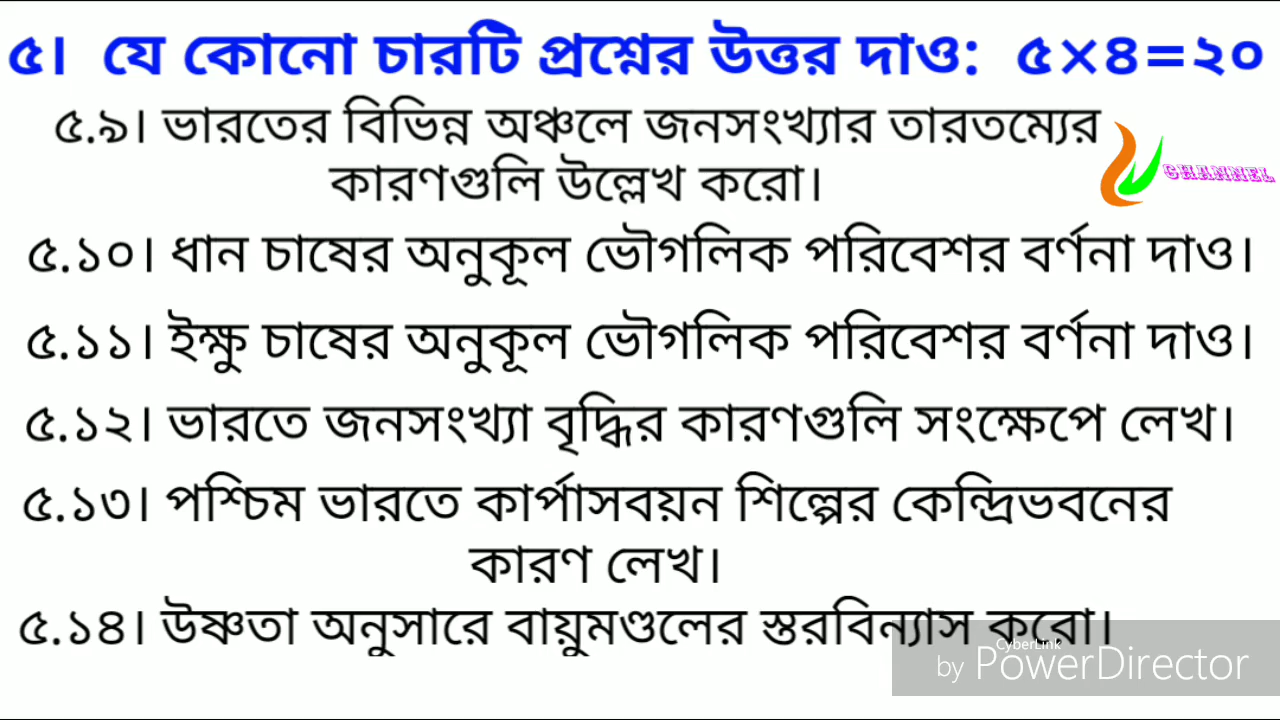 ৫। যে কোনো চারটি প্রশ্নের উত্তর দাও: ৫×৪=২০
৫.৯। ভারতের বিভিন্ন অঞ্চলে জনসংখ্যার তারতম্যের
কারণগুলি উল্লেখ করো।
CHANNEL
৫.১০। ধান চাষের অনুকূল ভৌগলিক পরিবেশর বর্ণনা দাও।
৫.১১। ইক্ষু চাষের অনুকূল ভৌগলিক পরিবেশর বর্ণনা দাও।
৫.১২। ভারতে জনসংখ্যা বৃদ্ধির কারণগুলি সংক্ষেপে লেখ।
৫.১৩। পশ্চিম ভারতে কার্পাসবয়ন শিল্পের কেন্দ্রিভবনের
কারণ লেখ।
৫.১৪। উষ্ণতা অনুসারে বায়ুমণ্ডলের স্তরবিন্যাস করো।
CyberLink
by PowerDirector